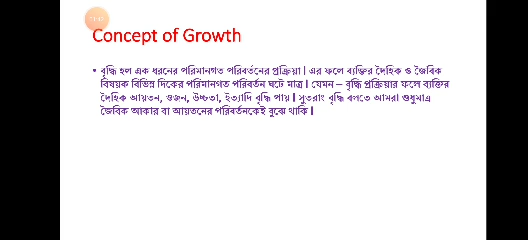 Concept of Growth
• বৃদ্ধি হল এক ধরনের পরিমানগত পরিবর্তনের প্রক্রিয়া | এর ফলে ব্যক্তির দৈহিক ও জৈবিক
বিষয়ক বিভিন্ন দিকের পরিমানগত পরিবর্তন ঘটে মাত্র | যেমন – বৃদ্ধি প্রক্রিয়ার ফলে ব্যক্তির
দৈহিক আয়তন, ওজন, উচ্চতা, ইত্যাদি বৃদ্ধি পায় | সুতরাং বৃদ্ধি বলতে আমরা শুধুমাত্র
জৈবিক আকার বা আয়তনের পরিবর্তনকেই বুঝে থাকি |